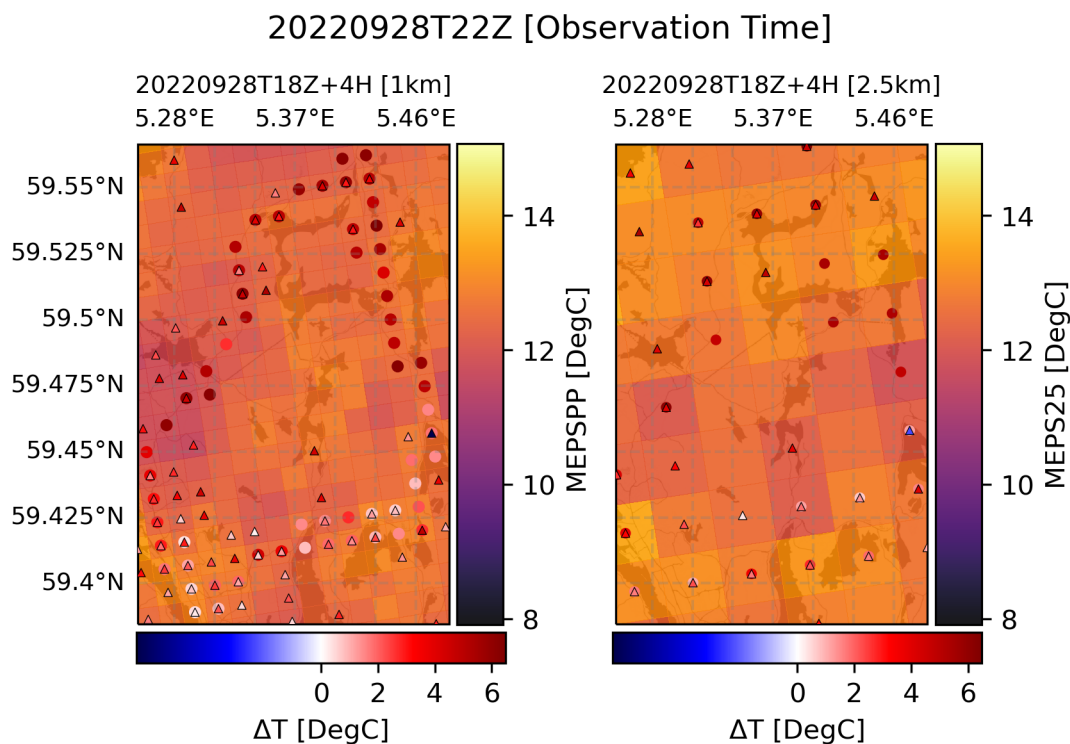 20220928T22Z [Observation Time]
20220928T18Z+4H [1km]
20220928T18Z+4H [2.5km]
5.28°E 5.37°E 5.46°E
5.28°E 5.37°E 5.46°E
59.55°N
59.525°N
59.5°N
59.475°N
59.45°N
59.425°N
59.4°N
14
12
10
8
MEPSPP [DegC]
14
12
10
8
MEPS25 [DegC]
0 2 4 6
ΔT [DegC]
0 2 4 6
ΔT [DegC]